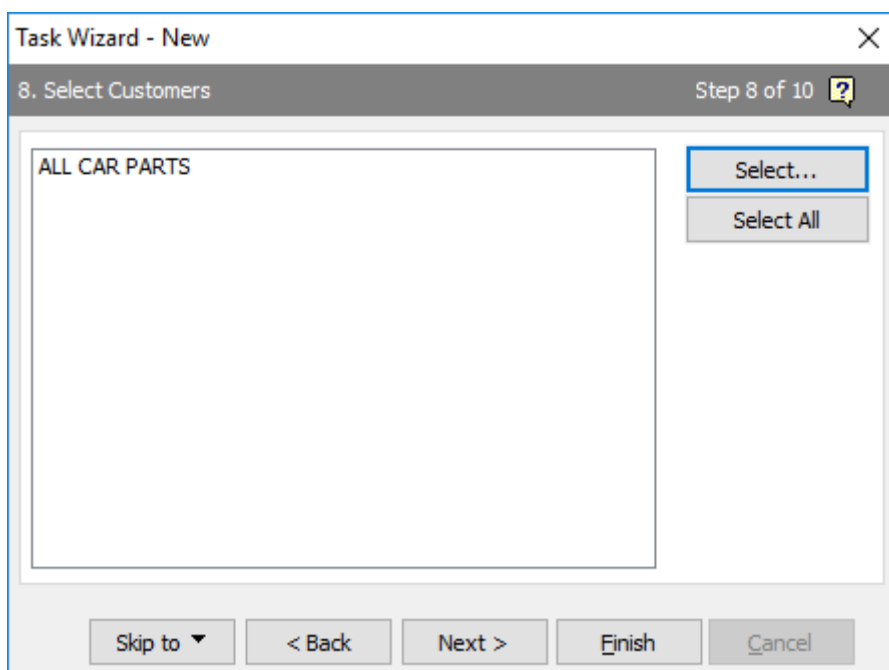 Task Wizard - New
8. Select Customers Step 8 of 10 ?
ALL CAR PARTS
Select...
Select All
Skip to < Back Next > Finish Cancel